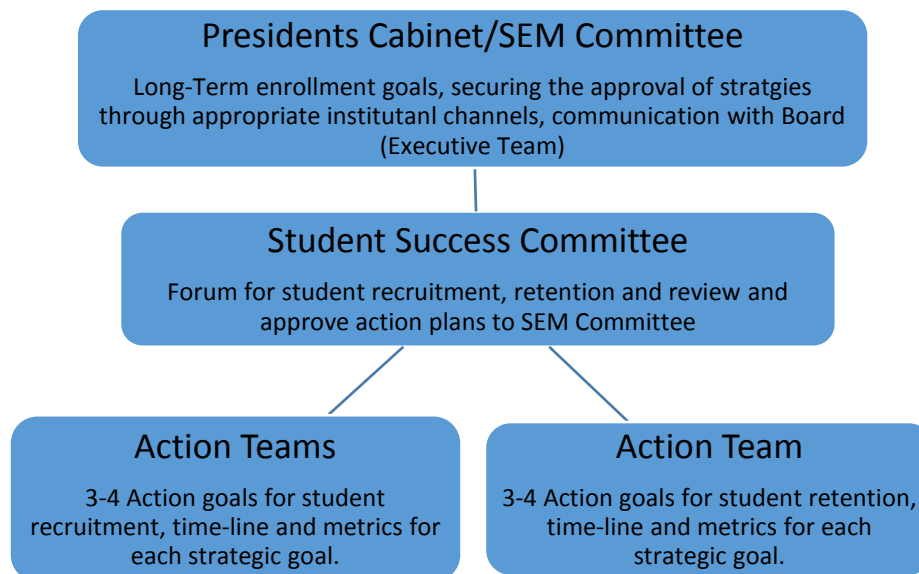 Presidents Cabinet/SEM Committee
Long-Term enrollment goals, securing the approval of stratgies
through appropriate institutanl channels, communication with Board
(Executive Team)
Student Success Committee
Forum for student recruitment, retention and review and
approve action plans to SEM Committee
Action Teams
3-4 Action goals for student
recruitment, time-line and metrics for
each strategic goal.
Action Team
3-4 Action goals for student retention,
time-line and metrics for each
strategic goal.